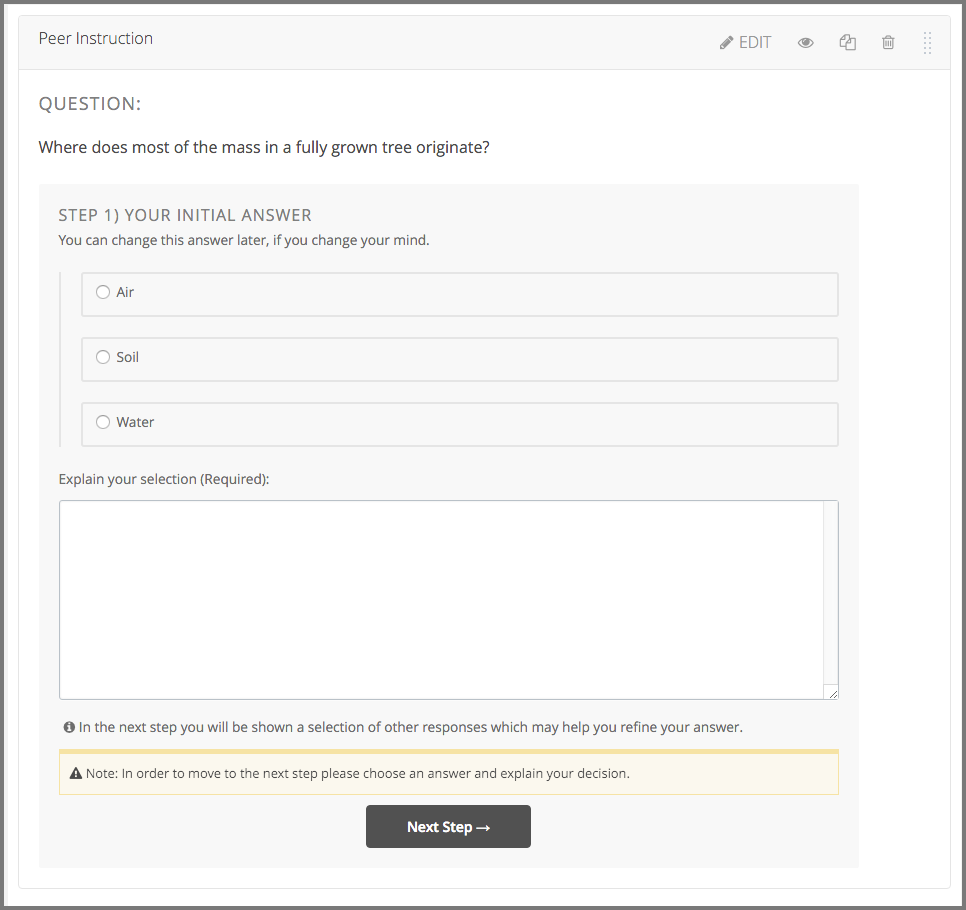 Peer Instruction
EDIT
QUESTION:
Where does most of the mass in a fully grown tree originate?
STEP 1) YOUR INITIAL ANSWER
You can change this answer later, if you change your mind.
Air
Soil
Water
Explain your selection (Required):
In the next step you will be shown a selection of other responses which may help you refine your answer.
Note: In order to move to the next step please choose an answer and explain your decision.
Next Step →